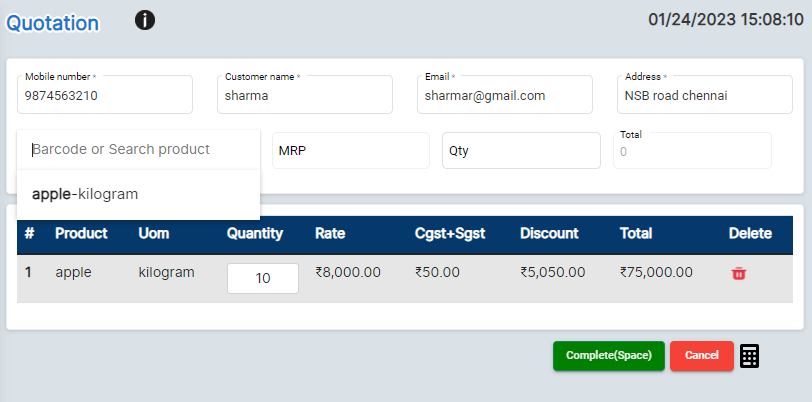 Quotation
01/24/2023 15:08:10
Mobile number * Customer name * Email * Address *
9874563210 sharma sharmar@gmail.com NSB road chennai
Total
Barcode or Search product MRP Qty 0
apple-kilogram
# Product Uom Quantity Rate Cgst+Sgst Discount Total Delete
1 apple kilogram 10 ₹8,000.00 ₹50.00 ₹5,050.00 ₹75,000.00
Complete(Space) Cancel